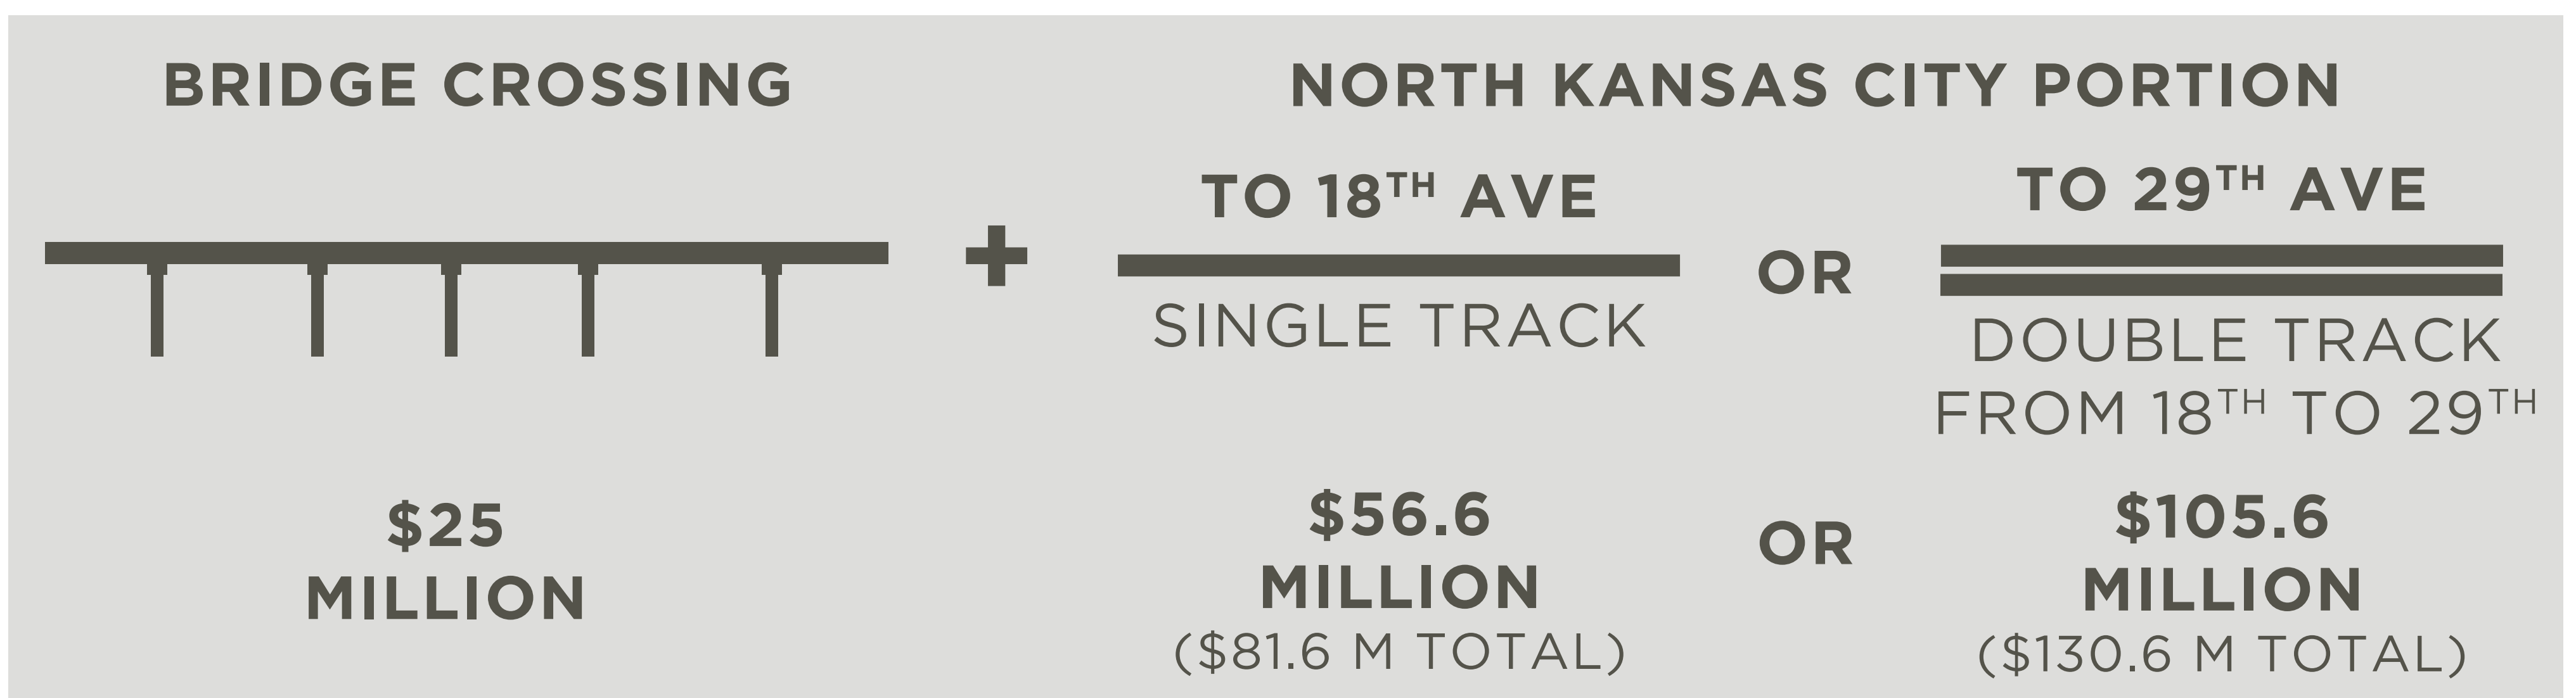 BRIDGE CROSSING
+
NORTH KANSAS CITY PORTION
TO 18TH AVE
SINGLE TRACK
OR
TO 29TH AVE
DOUBLE TRACK
FROM 18TH TO 29TH
$25
MILLION
$56.6
MILLION
($81.6 M TOTAL)
OR
$105.6
MILLION
($130.6 M TOTAL)